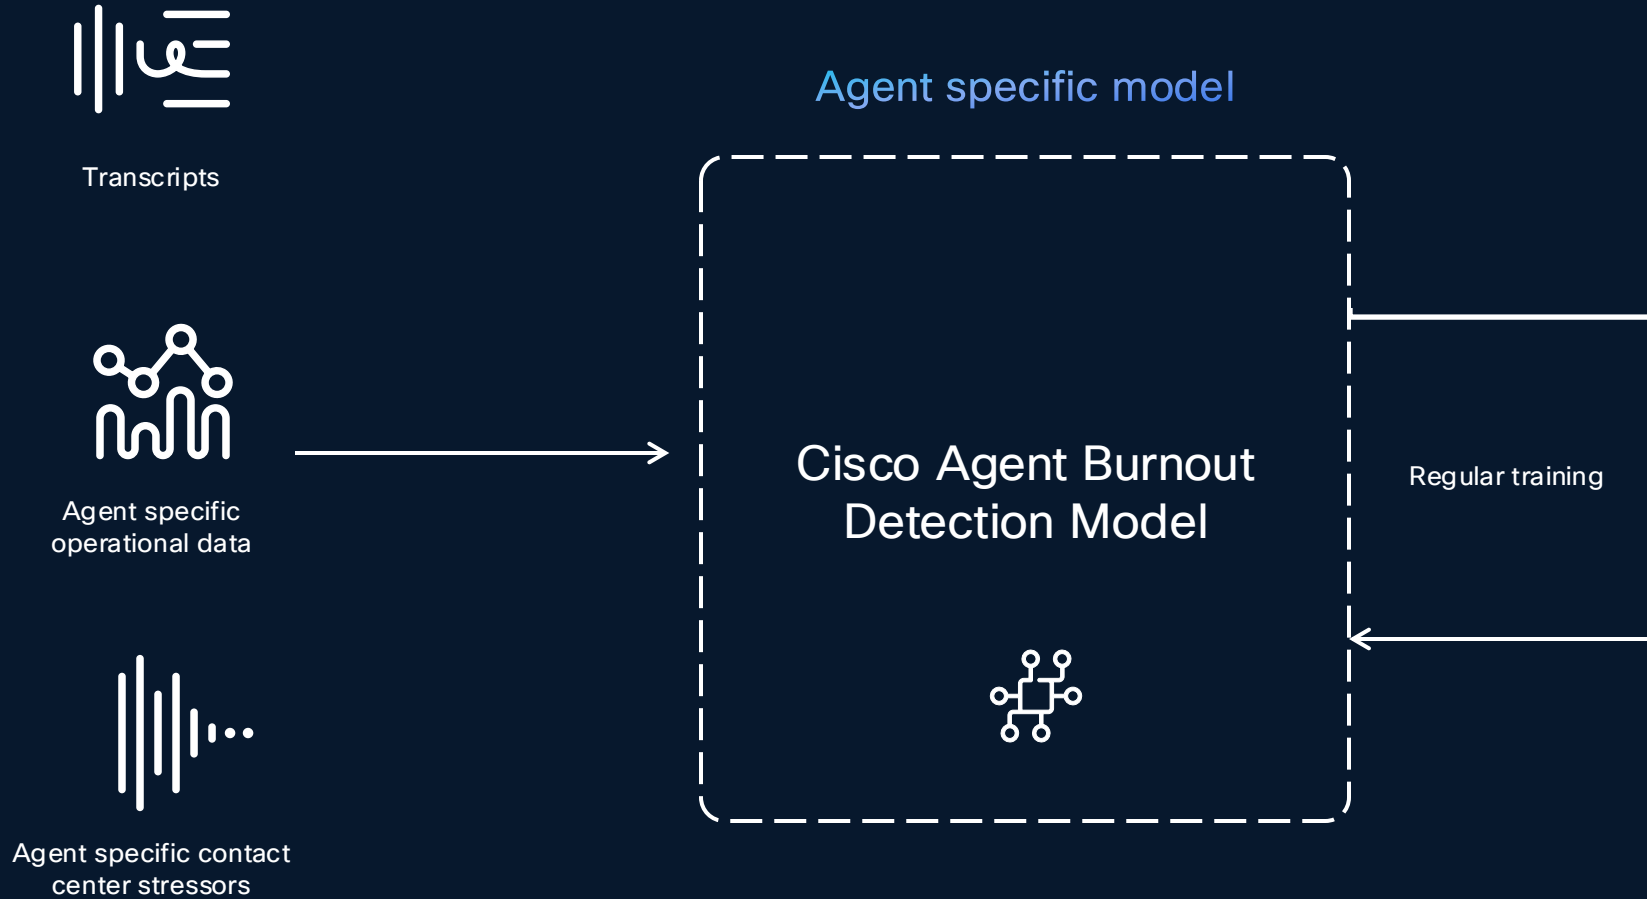 Transcripts
Agent specific
operational data
Agent specific contact
center stressors
Agent specific model
Cisco Agent Burnout
Detection Model
Regular training